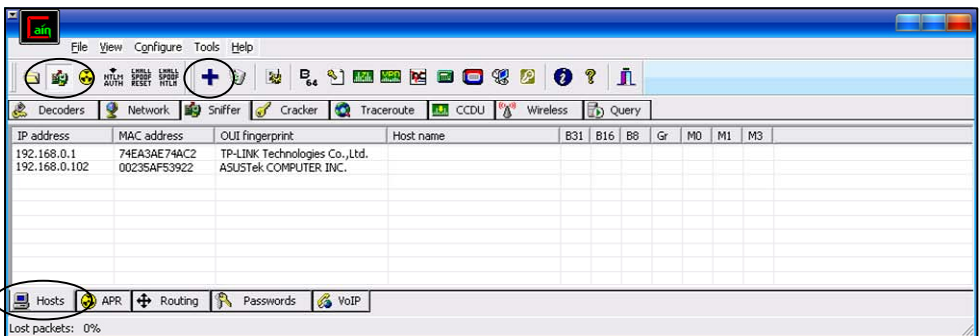 Caín
File View Configure Tools Help
NTLM AUTH CHALL SPOOF RESET CHALL SPOOF NTLM B64
Decoders Network Sniffer Cracker Traceroute CCDU Wireless Query
IP address MAC address OUI fingerprint Host name B31 B16 B8 Gr M0 M1 M3
192.168.0.1 74EA3AE74AC2 TP-LINK Technologies Co.,Ltd.
192.168.0.102 00235AF53922 ASUSTek COMPUTER INC.
Hosts APR Routing Passwords VoIP
Lost packets: 0%